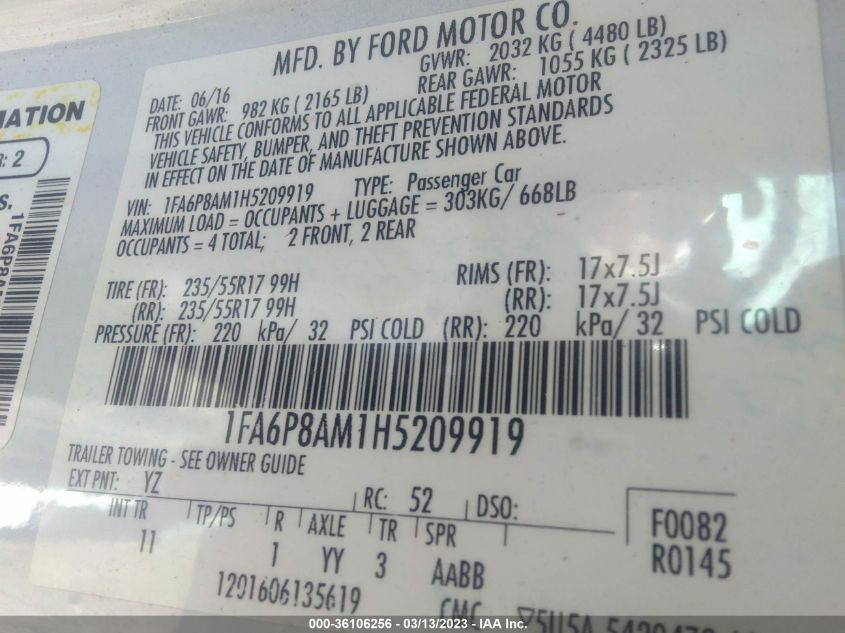 MFD. BY FORD MOTOR CO.
DATE: 06/16 GVWR: 2032 KG ( 4480 LB)
FRONT GAWR: 982 KG ( 2165 LB) REAR GAWR: 1055 KG ( 2325 LB)
THIS VEHICLE CONFORMS TO ALL APPLICABLE FEDERAL MOTOR
VEHICLE SAFETY, BUMPER, AND THEFT PREVENTION STANDARDS
IN EFFECT ON THE DATE OF MANUFACTURE SHOWN ABOVE.
VIN: 1FA6P8AM1H5209919 TYPE: Passenger Car
MAXIMUM LOAD = OCCUPANTS + LUGGAGE = 303KG/ 668LB
OCCUPANTS = 4 TOTAL; 2 FRONT, 2 REAR
TIRE (FR): 235/55R17 99H RIMS (FR): 17x7.5J
(RR): 235/55R17 99H (RR): 17x7.5J
PRESSURE (FR): 220 kPa/ 32 PSI COLD (RR): 220 kPa/ 32 PSI COLD
1FA6P8AM1H5209919
TRAILER TOWING - SEE OWNER GUIDE
EXT PNT: YZ RC: 52 DSO:
INT TR TP/PS R AXLE TR SPR F0082
11 1 YY 3 AABB R0145
1201606135619
: 2
000-36106256 - 03/13/2023 - IAA Inc.